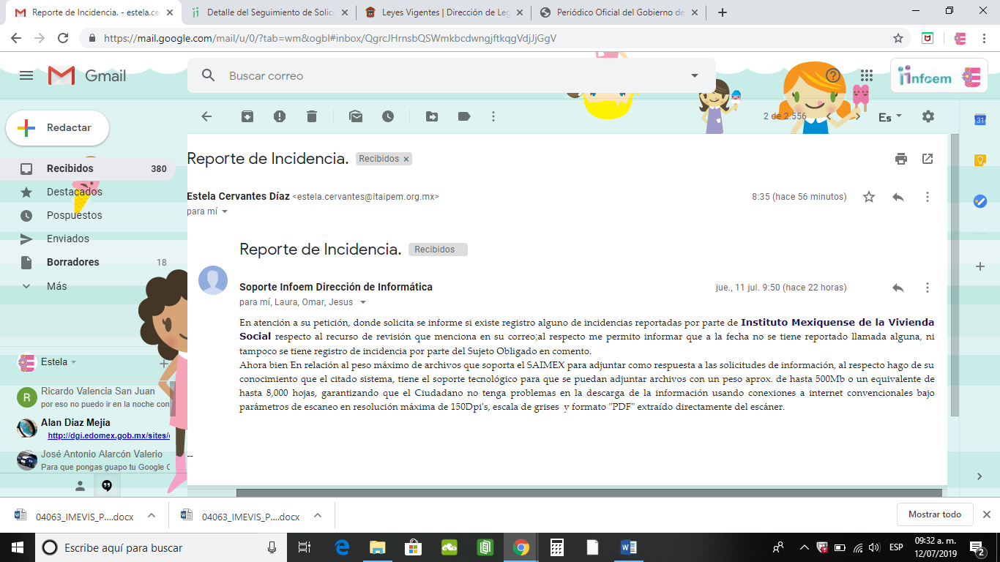 Reporte de Incidencia. - estela.ce
Detalle del Seguimiento de Solici
Leyes Vigentes | Dirección de Leg
Periódico Oficial del Gobierno de
https://mail.google.com/mail/u/0/?tab=wm&ogbl#inbox/QgrcJHrnsbQSWmkbcdwngjftkqgVdjJjGgV
Gmail
Buscar correo
infoem
Redactar
2 de 2.556
Es
31
Recibidos 380
Destacados
Pospuestos
Enviados
Borradores 18
Más
Reporte de Incidencia. Recibidos ×
Estela Cervantes Díaz <estela.cervantes@itaipem.org.mx>
8:35 (hace 56 minutos)
para mí
Reporte de Incidencia. Recibidos
Soporte Infoem Dirección de Informática
jue., 11 jul. 9:50 (hace 22 horas)
para mí, Laura, Omar, Jesus
En atención a su petición, donde solicita se informe si existe registro alguno de incidencias reportadas por parte de Instituto Mexiquense de la Vivienda
Social respecto al recurso de revisión que menciona en su correo;al respecto me permito informar que a la fecha no se tiene reportado llamada alguna, ni
tampoco se tiene registro de incidencia por parte del Sujeto Obligado en comento.
Ahora bien En relación al peso máximo de archivos que soporta el SAIMEX para adjuntar como respuesta a las solicitudes de información, al respecto hago de su
conocimiento que el citado sistema, tiene el soporte tecnológico para que se puedan adjuntar archivos con un peso aprox. de hasta 500Mb o un equivalente de
hasta 8,000 hojas, garantizando que el Ciudadano no tenga problemas en la descarga de la información usando conexiones a internet convencionales bajo
parámetros de escaneo en resolución máxima de 150Dpi's, escala de grises y formato "PDF" extraído directamente del escáner.
--
Estela
Ricardo Valencia San Juan
por eso no puedo ir en la noche con
Alan Díaz Mejía
http://dgi.edomex.gob.mx/sites/
José Antonio Alarcón Valerio
Para que pongas guapo tu Google C
04063_IMEVIS_P....docx
04063_IMEVIS_P....docx
Mostrar todo
Escribe aquí para buscar
ESP
09:32 a. m.
12/07/2019
2